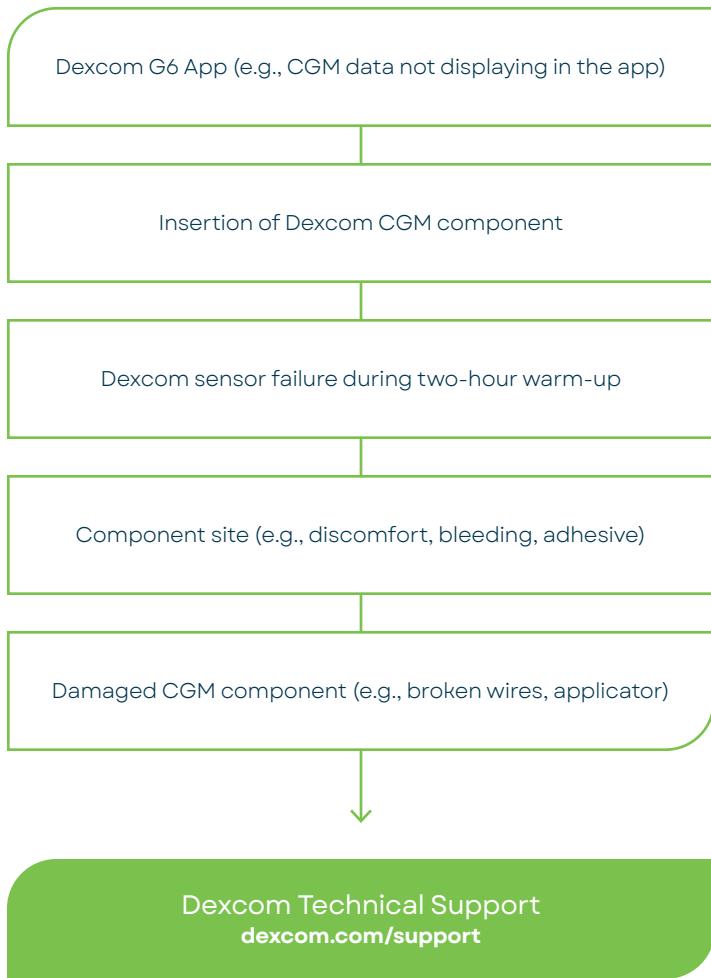 Dexcom G6 App (e.g., CGM data not displaying in the app)
Insertion of Dexcom CGM component
Dexcom sensor failure during two-hour warm-up
Component site (e.g., discomfort, bleeding, adhesive)
Damaged CGM component (e.g., broken wires, applicator)
Dexcom Technical Support
dexcom.com/support